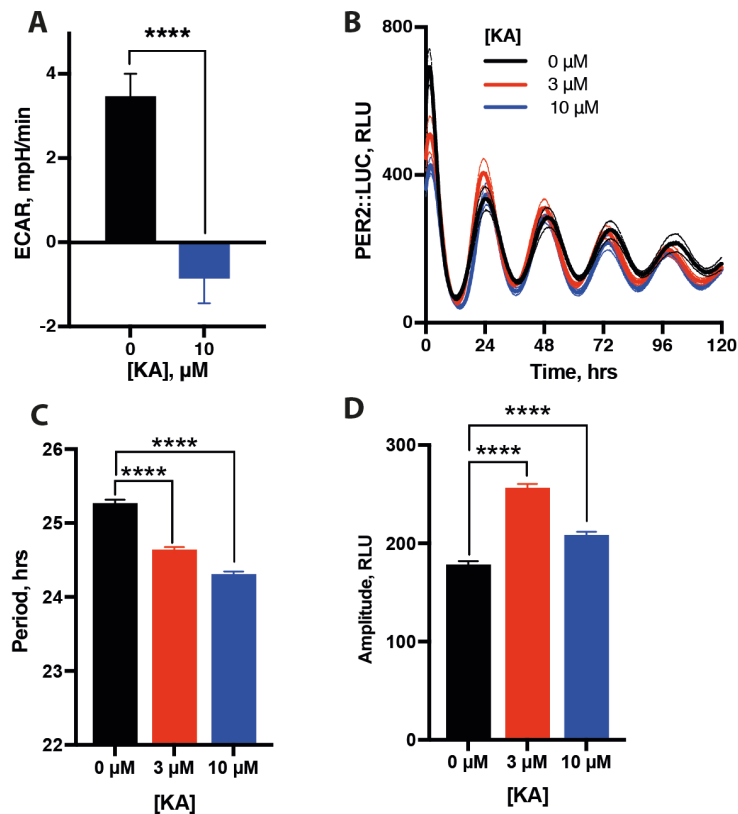 A
****
4
2
0
-2
ECAR, mpH/min
0 10
[KA], µM
B
[KA]
0 µM
3 µM
10 µM
800
400
0
PER2::LUC, RLU
0 24 48 72 96 120
Time, hrs
C
****
****
26
25
24
23
22
Period, hrs
0 µM 3 µM 10 µM
[KA]
D
****
****
300
200
100
0
Amplitude, RLU
0 µM 3 µM 10 µM
[KA]